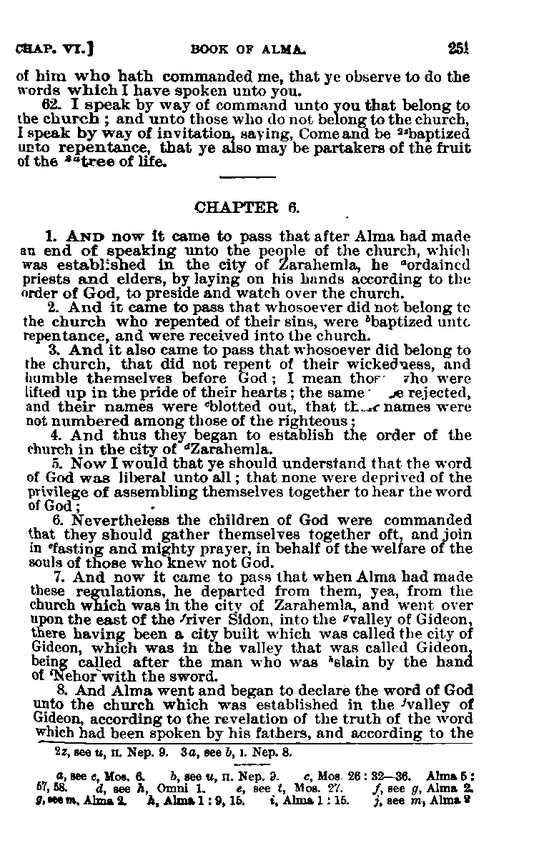 CHAP. VI.] BOOK OF ALMA. 251
of him who hath commanded me, that ye observe to do the
words which I have spoken unto you.
62. I speak by way of command unto you that belong to
the church; and unto those who do not belong to the church,
I speak by way of invitation, saying, Come and be ²ᶻbaptized
unto repentance, that ye also may be partakers of the fruit
of the ³ᵃtree of life.
CHAPTER 6.
1. AND now it came to pass that after Alma had made
an end of speaking unto the people of the church, which
was established in the city of Zarahemla, he ᵃordained
priests and elders, by laying on his hands according to the
order of God, to preside and watch over the church.
2. And it came to pass that whosoever did not belong to
the church who repented of their sins, were ᵇbaptized unto
repentance, and were received into the church.
3. And it also came to pass that whosoever did belong to
the church, that did not repent of their wickedness, and
humble themselves before God; I mean who were
lifted up in the pride of their hearts; the same rejected,
and their names were ᶜblotted out, that names were
not numbered among those of the righteous;
4. And thus they began to establish the order of the
church in the city of ᵈZarahemla.
5. Now I would that ye should understand that the word
of God was liberal unto all; that none were deprived of the
privilege of assembling themselves together to hear the word
of God;
6. Nevertheless the children of God were commanded
that they should gather themselves together oft, and join
in ᵉfasting and mighty prayer, in behalf of the welfare of the
souls of those who knew not God.
7. And now it came to pass that when Alma had made
these regulations, he departed from them, yea, from the
church which was in the city of Zarahemla, and went over
upon the east of the ᶠriver Sidon, into the ᵍvalley of Gideon,
there having been a city built which was called the city of
Gideon, which was in the valley that was called Gideon,
being called after the man who was ʰslain by the hand
of ⁱNehor with the sword.
8. And Alma went and began to declare the word of God
unto the church which was established in the ʲvalley of
Gideon, according to the revelation of the truth of the word
which had been spoken by his fathers, and according to the
2z, see u, II. Nep. 9. 3a, see b, I. Nep. 8.
a, see c, Mos. 6. b, see u, II. Nep. 9. c, Mos. 26:32—36. Alma 5:
57, 58. d, see h, Omni 1. e, see t, Mos. 27. f, see g, Alma 2.
g, see m, Alma 2. h, Alma 1:9, 15. i, Alma 1:15. j, see m, Alma 2